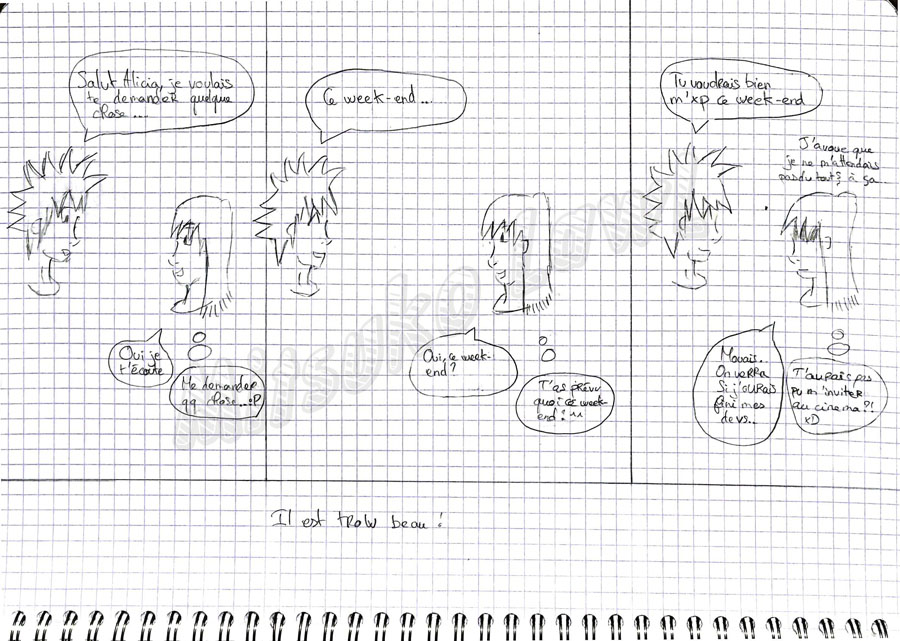 Salut Alicia, je voulais
te demander quelque
chose...
Oui je
t'écoute
Me demander
qq chose...:P
Ce week-end...
Oui, ce week-
end?
T'as prévu
quoi ce week-
end? ^^
Tu voudrais bien
m'xp ce week-end
J'avoue que
je ne m'attendais
pas du tout à ça
Mouais.
On verra
Si j'aurais
fini mes
devs..
T'aurais pas
pu m'inviter
au cinema?!
xD
Il est trow beau!